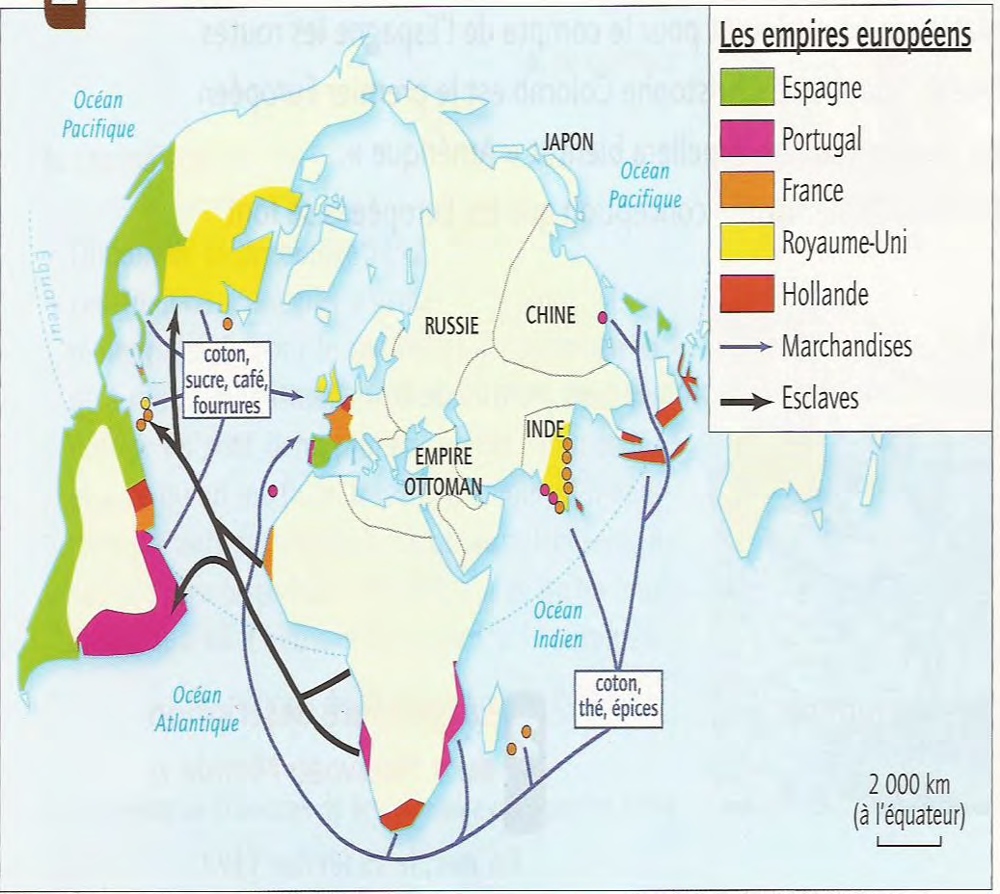 Les empires européens
Espagne
Portugal
France
Royaume-Uni
Hollande
Marchandises
Esclaves
Océan
Pacifique
JAPON
Océan
Pacifique
Équateur
RUSSIE
CHINE
coton,
sucre, café,
fourrures
INDE
EMPIRE
OTTOMAN
Océan
Indien
Océan
Atlantique
coton,
thé, épices
2 000 km
(à l'équateur)